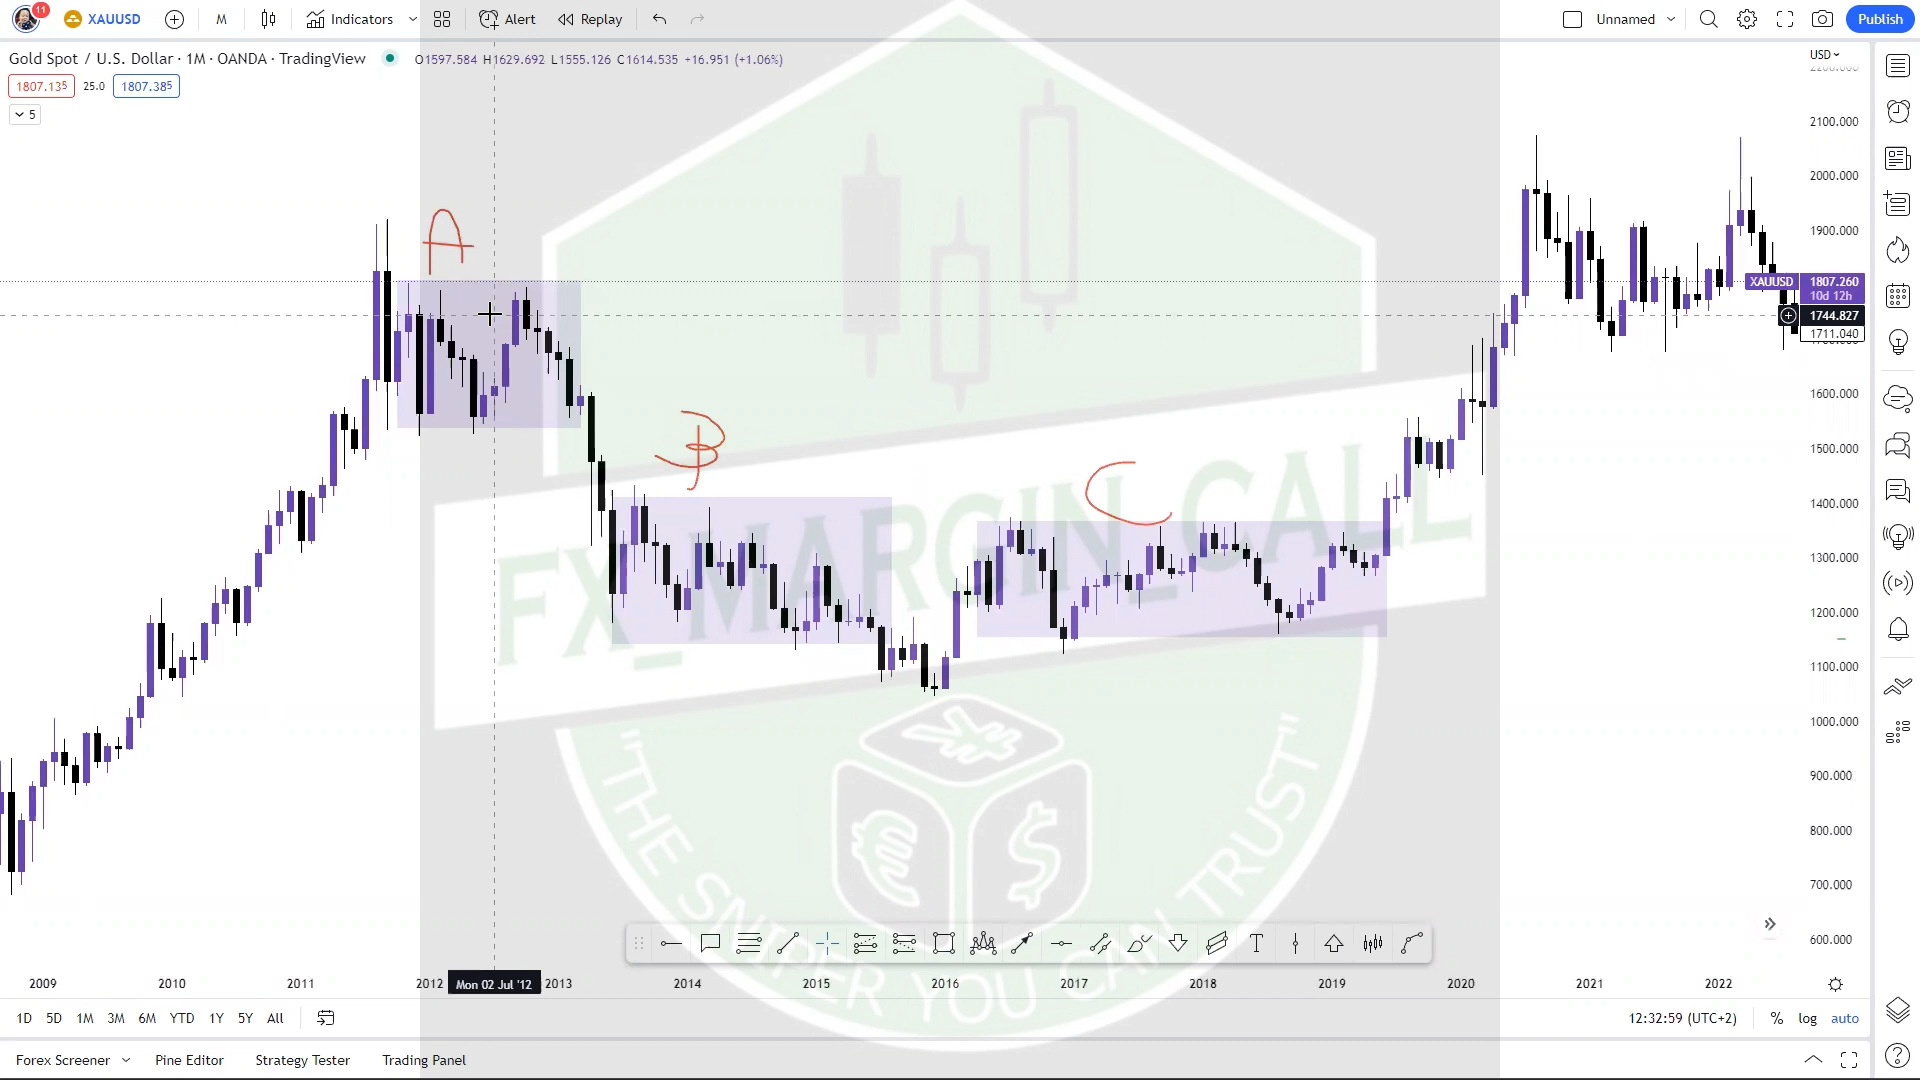 11
XAUUSD
M
Indicators
Alert
Replay
Unnamed
Publish
Gold Spot / U.S. Dollar · 1M · OANDA · TradingView
O1597.584 H1629.692 L1555.126 C1614.535 +16.951 (+1.06%)
USD
1807.135
25.0
1807.385
5
2100.000
2000.000
1900.000
XAUUSD 1807.260
10d 12h
1744.827
1711.040
1600.000
1500.000
1400.000
1300.000
1200.000
1100.000
1000.000
900.000
800.000
700.000
600.000
A
B
C
FX_MARGIN_CALL
"THE SNIPER YOU CAN TRUST"
2009
2010
2011
2012
Mon 02 Jul '12
2013
2014
2015
2016
2017
2018
2019
2020
2021
2022
1D 5D 1M 3M 6M YTD 1Y 5Y All
12:32:59 (UTC+2)
% log auto
Forex Screener
Pine Editor
Strategy Tester
Trading Panel